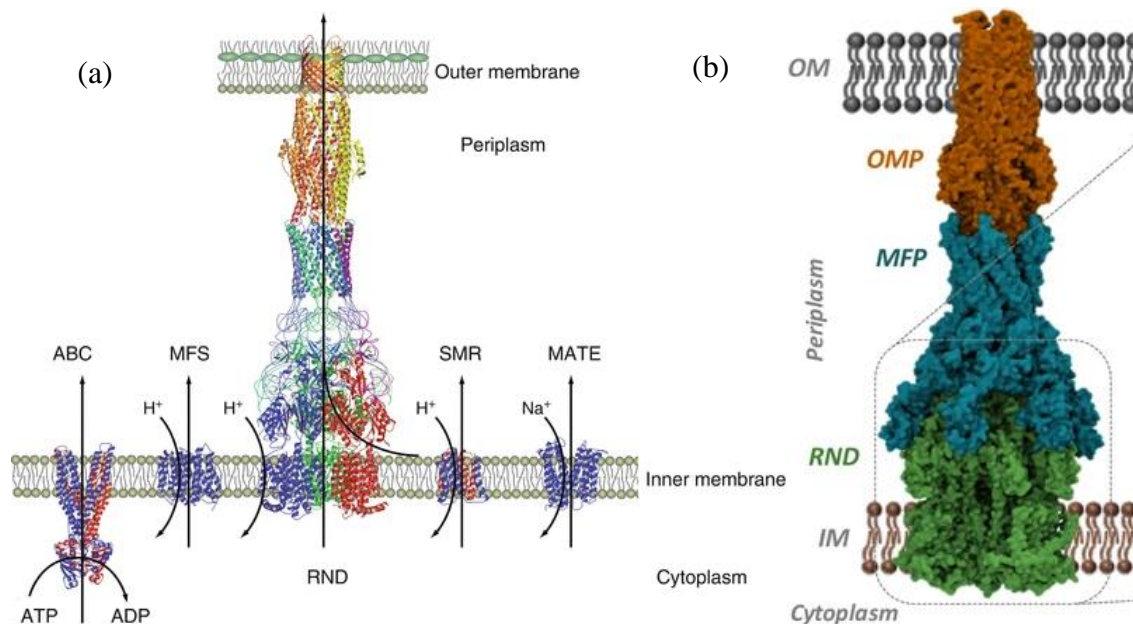 (a)
Outer membrane
Periplasm
ABC
MFS
SMR
MATE
H⁺
H⁺
H⁺
Na⁺
Inner membrane
RND
Cytoplasm
ATP
ADP
(b)
OM
OMP
MFP
Periplasm
RND
IM
Cytoplasm